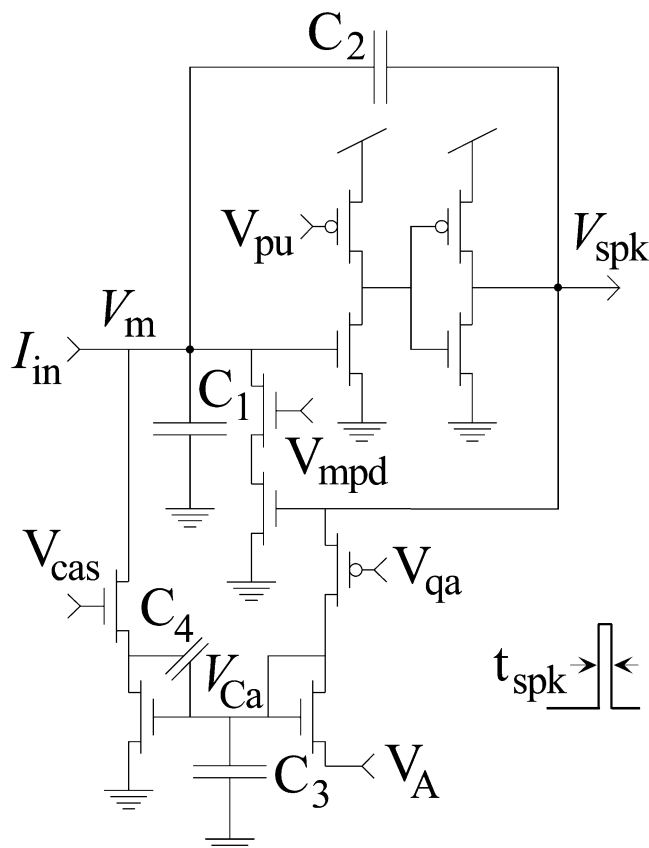 C2
Vpu
Vspk
Vm
Iin
C1
Vmpd
Vcas
C4
Vqa
VCa
tspk
C3
VA